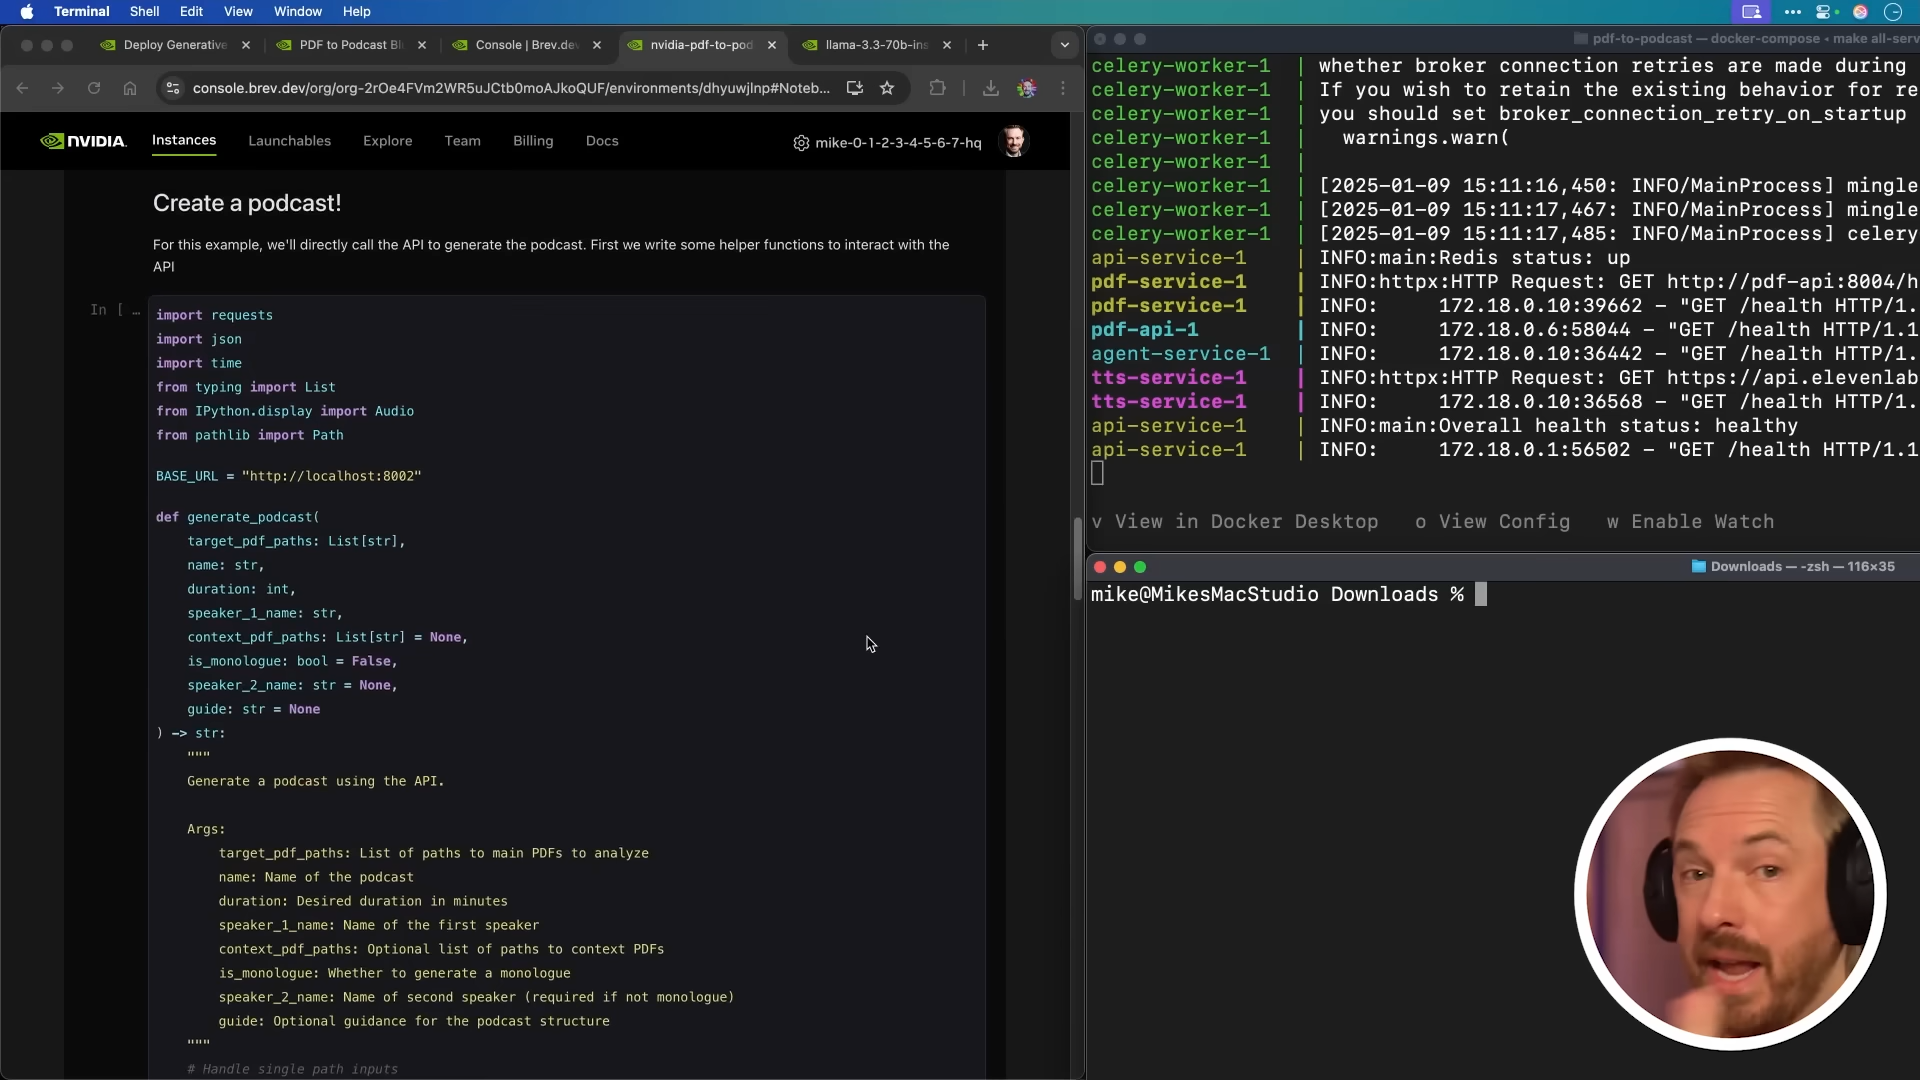 Terminal Shell Edit View Window Help
Deploy Generative
PDF to Podcast Bl
Console | Brev.dev
nvidia-pdf-to-pod
llama-3.3-70b-ins
console.brev.dev/org/org-2rOe4FVm2WR5uJCtb0moAJkoQUF/environments/dhyuwjlnp#Noteb...
NVIDIA.
Instances Launchables Explore Team Billing Docs
mike-0-1-2-3-4-5-6-7-hq
Create a podcast!
For this example, we'll directly call the API to generate the podcast. First we write some helper functions to interact with the
API
In [ …
import requests
import json
import time
from typing import List
from IPython.display import Audio
from pathlib import Path
BASE_URL = "http://localhost:8002"
def generate_podcast(
target_pdf_paths: List[str],
name: str,
duration: int,
speaker_1_name: str,
context_pdf_paths: List[str] = None,
is_monologue: bool = False,
speaker_2_name: str = None,
guide: str = None
) -> str:
"""
Generate a podcast using the API.
Args:
target_pdf_paths: List of paths to main PDFs to analyze
name: Name of the podcast
duration: Desired duration in minutes
speaker_1_name: Name of the first speaker
context_pdf_paths: Optional list of paths to context PDFs
is_monologue: Whether to generate a monologue
speaker_2_name: Name of second speaker (required if not monologue)
guide: Optional guidance for the podcast structure
"""
# Handle single path inputs
pdf-to-podcast — docker-compose ◂ make all-serv
celery-worker-1 | whether broker connection retries are made during
celery-worker-1 | If you wish to retain the existing behavior for re
celery-worker-1 | you should set broker_connection_retry_on_startup
celery-worker-1 | warnings.warn(
celery-worker-1 |
celery-worker-1 | [2025-01-09 15:11:16,450: INFO/MainProcess] mingle
celery-worker-1 | [2025-01-09 15:11:17,467: INFO/MainProcess] mingle
celery-worker-1 | [2025-01-09 15:11:17,485: INFO/MainProcess] celery
api-service-1 | INFO:main:Redis status: up
pdf-service-1 | INFO:httpx:HTTP Request: GET http://pdf-api:8004/h
pdf-service-1 | INFO: 172.18.0.10:39662 - "GET /health HTTP/1.
pdf-api-1 | INFO: 172.18.0.6:58044 - "GET /health HTTP/1.1
agent-service-1 | INFO: 172.18.0.10:36442 - "GET /health HTTP/1.
tts-service-1 | INFO:httpx:HTTP Request: GET https://api.elevenlab
tts-service-1 | INFO: 172.18.0.10:36568 - "GET /health HTTP/1.
api-service-1 | INFO:main:Overall health status: healthy
api-service-1 | INFO: 172.18.0.1:56502 - "GET /health HTTP/1.1
v View in Docker Desktop o View Config w Enable Watch
Downloads — -zsh — 116×35
mike@MikesMacStudio Downloads %